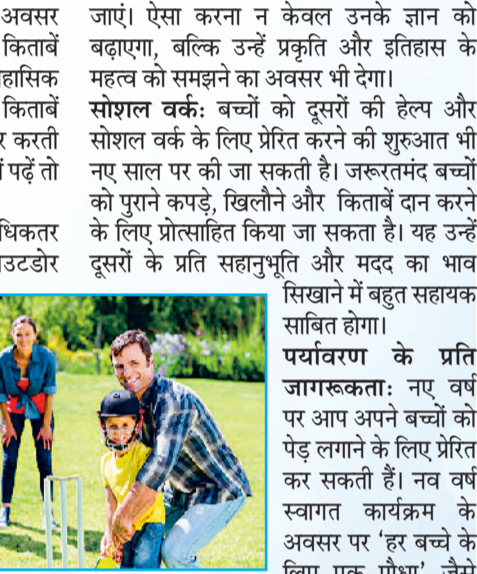 अवसर
किताबें
हासिक
किताबें
करती
पढ़ें तो
धिकतर
उटडोर
जाएं। ऐसा करना न केवल उनके ज्ञान को
बढ़ाएगा, बल्कि उन्हें प्रकृति और इतिहास के
महत्व को समझने का अवसर भी देगा।
सोशल वर्क: बच्चों को दूसरों की हेल्प और
सोशल वर्क के लिए प्रेरित करने की शुरुआत भी
नए साल पर की जा सकती है। जरूरतमंद बच्चों
को पुराने कपड़े, खिलौने और किताबें दान करने
के लिए प्रोत्साहित किया जा सकता है। यह उन्हें
दूसरों के प्रति सहानुभूति और मदद का भाव
सिखाने में बहुत सहायक
साबित होगा।
पर्यावरण के प्रति
जागरूकता: नए वर्ष
पर आप अपने बच्चों को
पेड़ लगाने के लिए प्रेरित
कर सकती हैं। नव वर्ष
स्वागत कार्यक्रम के
अवसर पर ‘हर बच्चे के
लिए एक पौधा’ जैसे